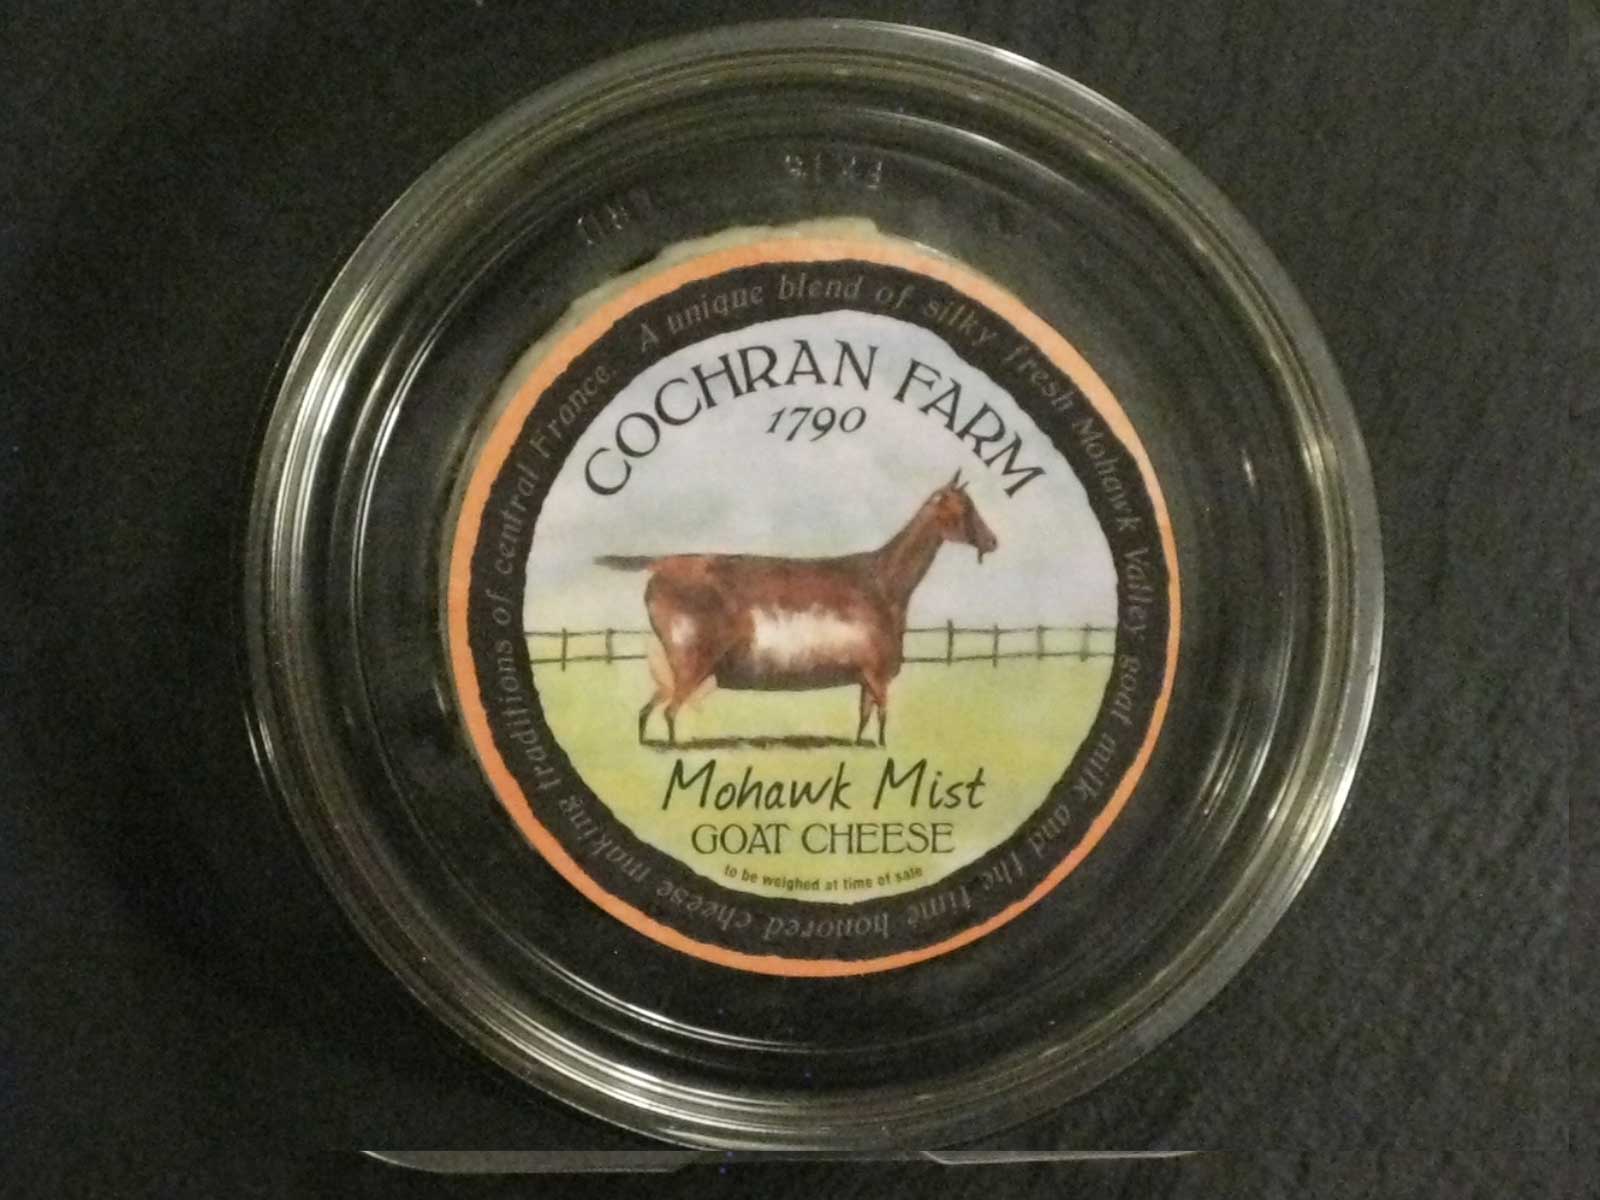 A unique blend of silky fresh Mohawk Valley goat milk and the time honored cheese making traditions of central France.
COCHRAN FARM
1790
Mohawk Mist
GOAT CHEESE
to be weighed at time of sale